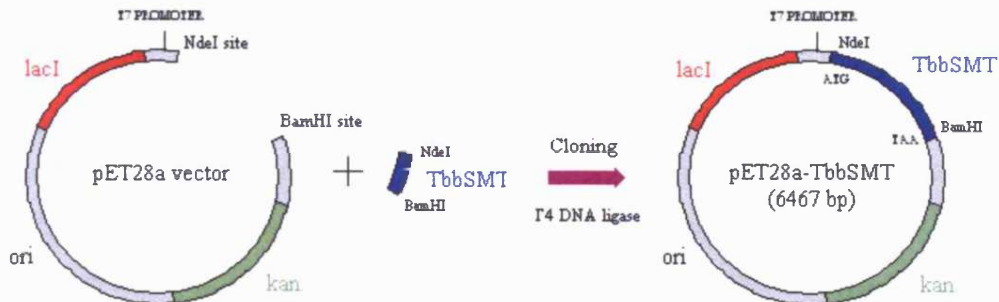 T7 PROMOTER
NdeI site
lacI
BamHI site
pET28a vector
ori
kan
+
NdeI
TbbSMT
BamHI
Cloning
T4 DNA ligase
T7 PROMOTER
NdeI
lacI
TbbSMT
ATG
BamHI
TAA
pET28a-TbbSMT
(6467 bp)
ori
kan